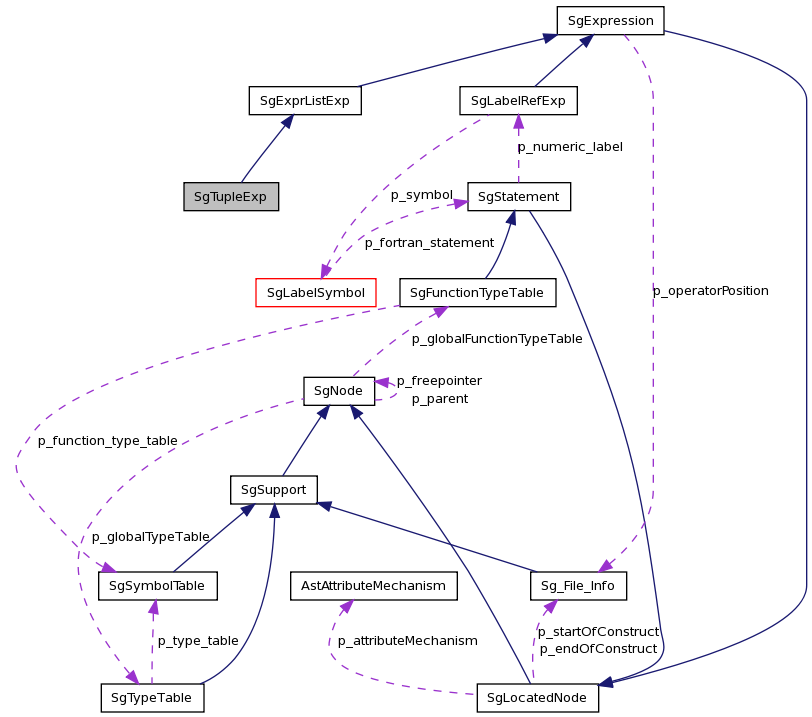 SgExpression
SgExprListExp
SgLabelRefExp
p_numeric_label
SgTupleExp
p_symbol
SgStatement
p_fortran_statement
SgLabelSymbol
SgFunctionTypeTable
p_operatorPosition
p_globalFunctionTypeTable
SgNode
p_freepointer
p_parent
p_function_type_table
SgSupport
p_globalTypeTable
SgSymbolTable
AstAttributeMechanism
Sg_File_Info
p_type_table
p_attributeMechanism
p_startOfConstruct
p_endOfConstruct
SgTypeTable
SgLocatedNode